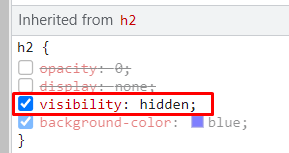 Inherited from h2
h2 {
opacity: 0;
display: none;
visibility: hidden;
background-color: blue;
}